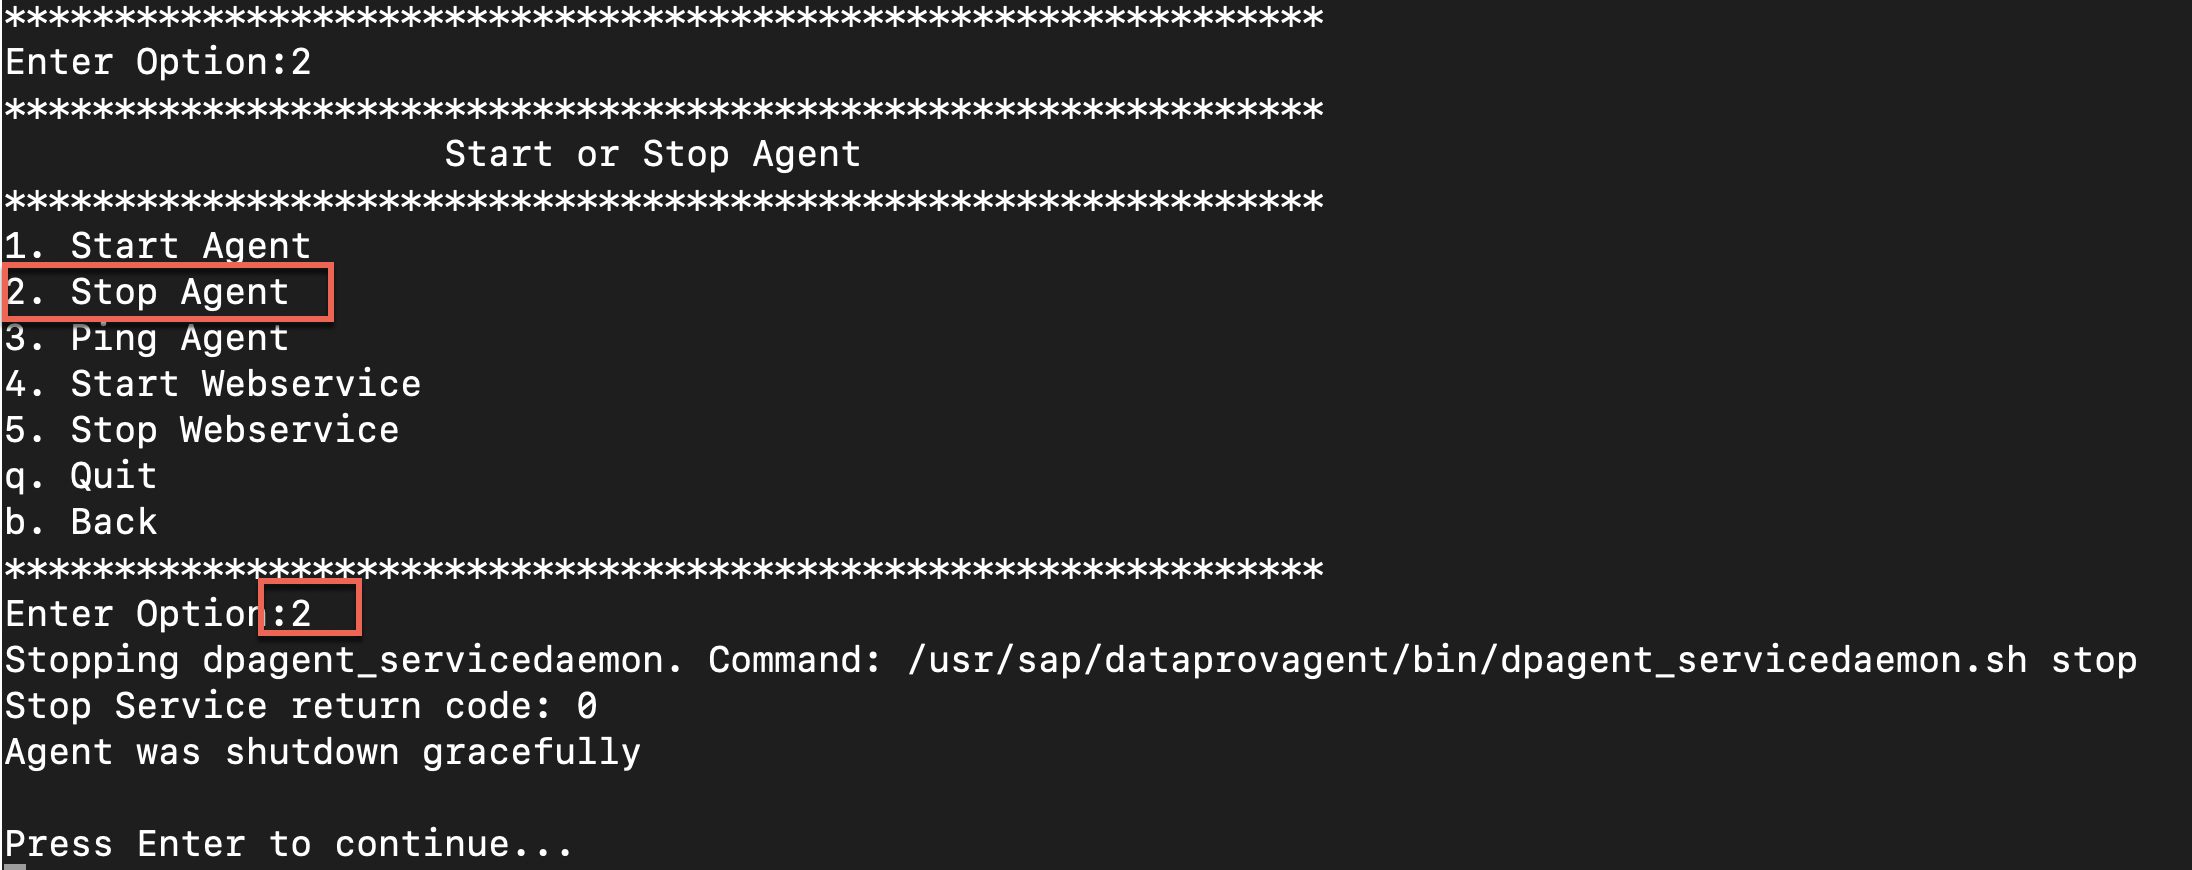 ************************************************************
Enter Option:2
************************************************************
                    Start or Stop Agent
************************************************************
1. Start Agent
2. Stop Agent
3. Ping Agent
4. Start Webservice
5. Stop Webservice
q. Quit
b. Back
************************************************************
Enter Option:2
Stopping dpagent_servicedaemon. Command: /usr/sap/dataprovagent/bin/dpagent_servicedaemon.sh stop
Stop Service return code: 0
Agent was shutdown gracefully
Press Enter to continue...